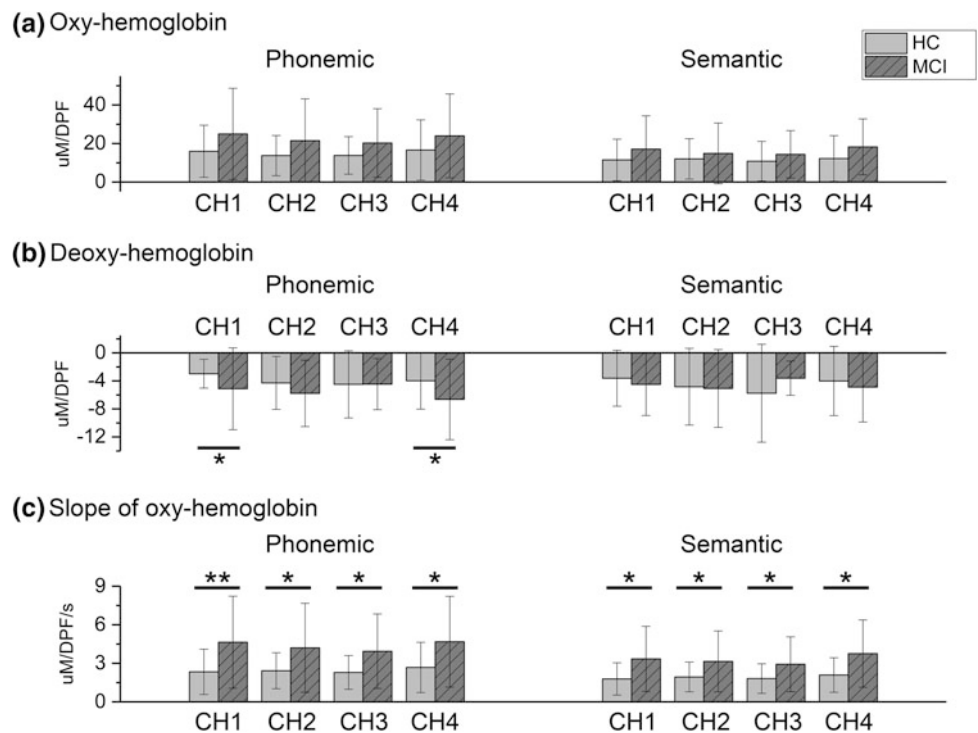 (a) Oxy-hemoglobin
HC
MCI
Phonemic Semantic
uM/DPF
40
20
0
CH1 CH2 CH3 CH4 CH1 CH2 CH3 CH4
(b) Deoxy-hemoglobin
Phonemic Semantic
CH1 CH2 CH3 CH4 CH1 CH2 CH3 CH4
uM/DPF
0
-4
-8
-12
* *
(c) Slope of oxy-hemoglobin
Phonemic Semantic
** * * * * * * *
uM/DPF/s
9
6
3
0
CH1 CH2 CH3 CH4 CH1 CH2 CH3 CH4